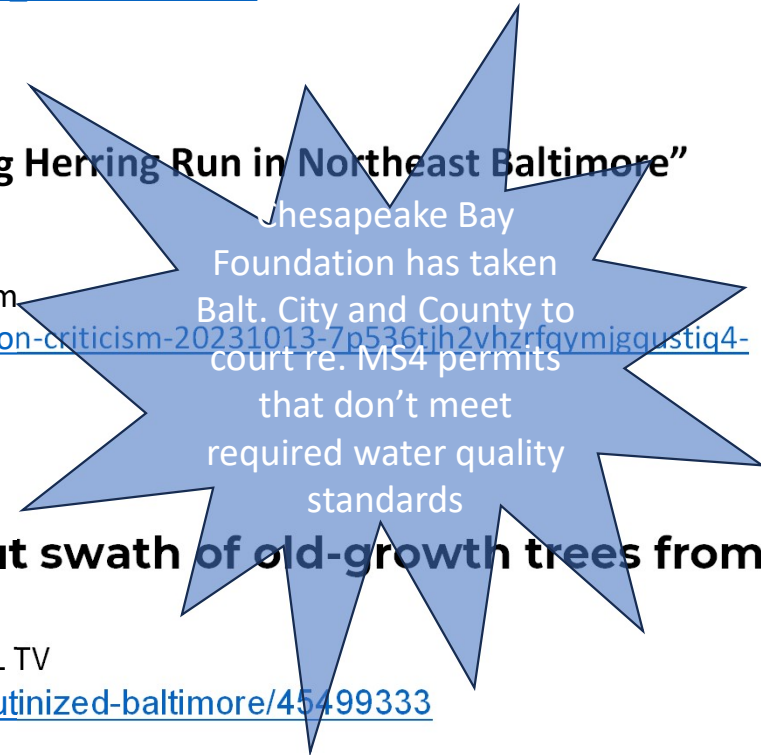 g Herring Run in Northeast Baltimore”
Chesapeake Bay
Foundation has taken
m
Balt. City and County to
on-criticism-20231013-7p536tjh2vhzrfqymjgqustiq4-
court re. MS4 permits
that don’t meet
required water quality
standards
ut swath of old-growth trees from
L TV
utinized-baltimore/45499333